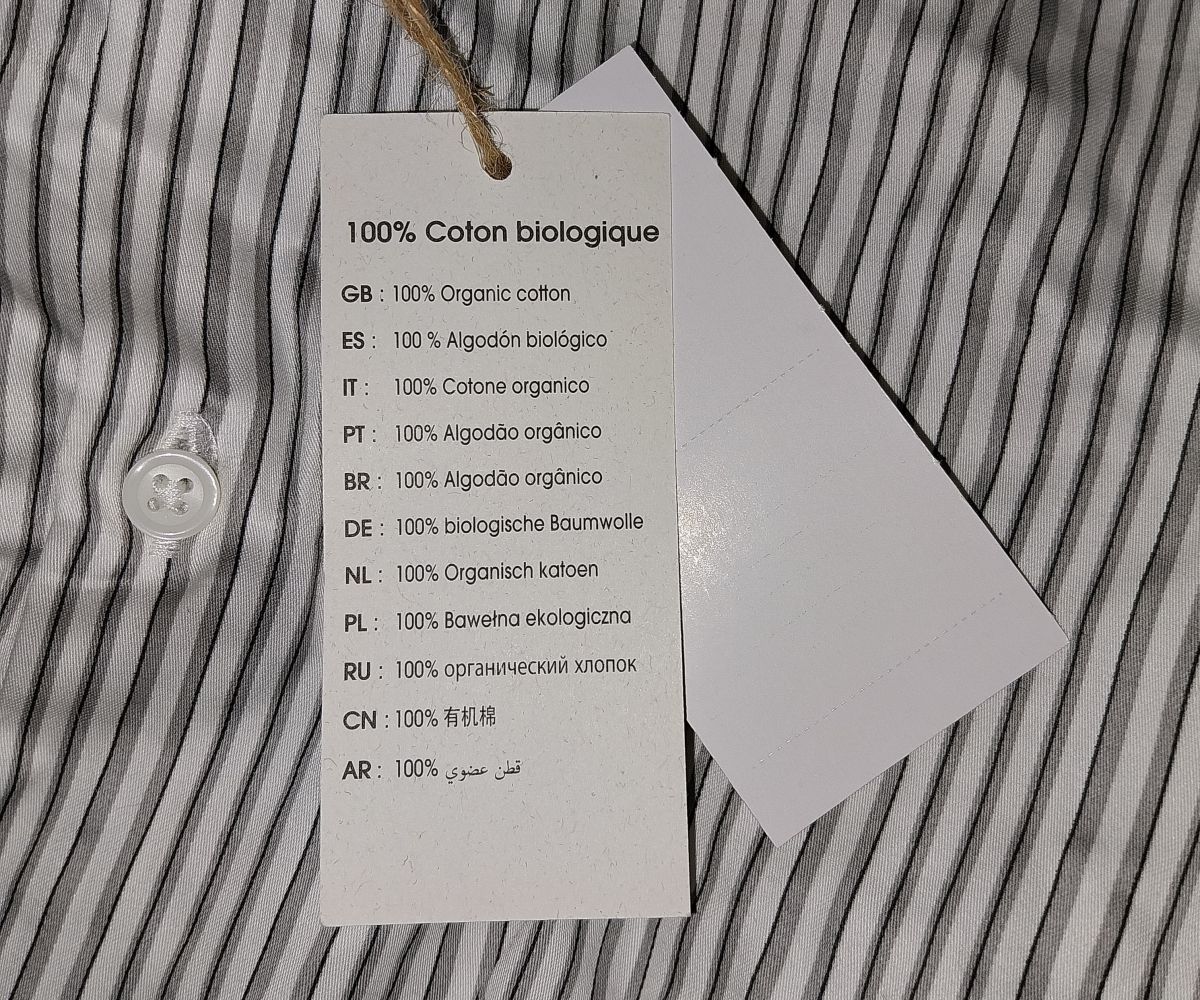 100% Coton biologique
GB : 100% Organic cotton
ES : 100 % Algodón biológico
IT : 100% Cotone organico
PT : 100% Algodão orgânico
BR : 100% Algodão orgânico
DE : 100% biologische Baumwolle
NL : 100% Organisch katoen
PL : 100% Bawełna ekologiczna
RU : 100% органический хлопок
CN : 100% 有机棉
AR : 100% قطن عضوي